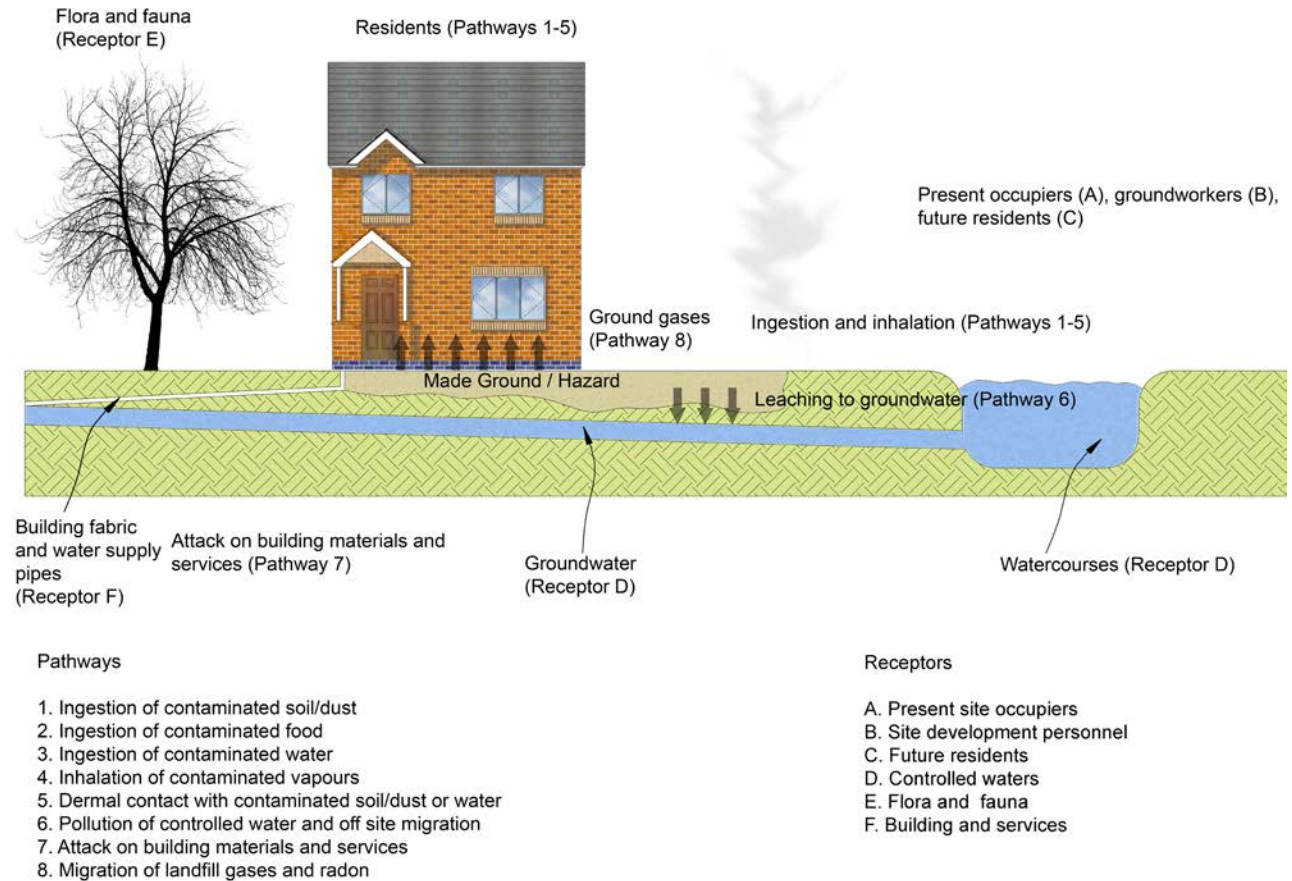 Flora and fauna
(Receptor E)
Residents (Pathways 1-5)
Present occupiers (A), groundworkers (B),
future residents (C)
Ground gases
(Pathway 8)
Ingestion and inhalation (Pathways 1-5)
Made Ground / Hazard
Leaching to groundwater (Pathway 6)
Building fabric
and water supply
pipes
(Receptor F)
Attack on building materials and
services (Pathway 7)
Groundwater
(Receptor D)
Watercourses (Receptor D)
Pathways
1. Ingestion of contaminated soil/dust
2. Ingestion of contaminated food
3. Ingestion of contaminated water
4. Inhalation of contaminated vapours
5. Dermal contact with contaminated soil/dust or water
6. Pollution of controlled water and off site migration
7. Attack on building materials and services
8. Migration of landfill gases and radon
Receptors
A. Present site occupiers
B. Site development personnel
C. Future residents
D. Controlled waters
E. Flora and fauna
F. Building and services